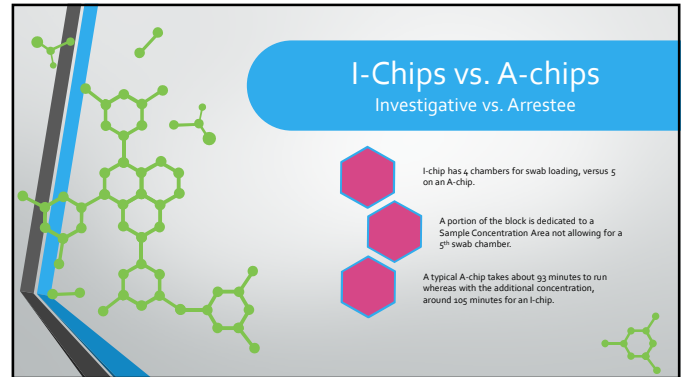 I-Chips vs. A-chips
Investigative vs. Arrestee
I-chip has 4 chambers for swab loading, versus 5
on an A-chip.
A portion of the block is dedicated to a
Sample Concentration Area not allowing for a
5th swab chamber.
A typical A-chip takes about 93 minutes to run
whereas with the additional concentration,
around 105 minutes for an I-chip.